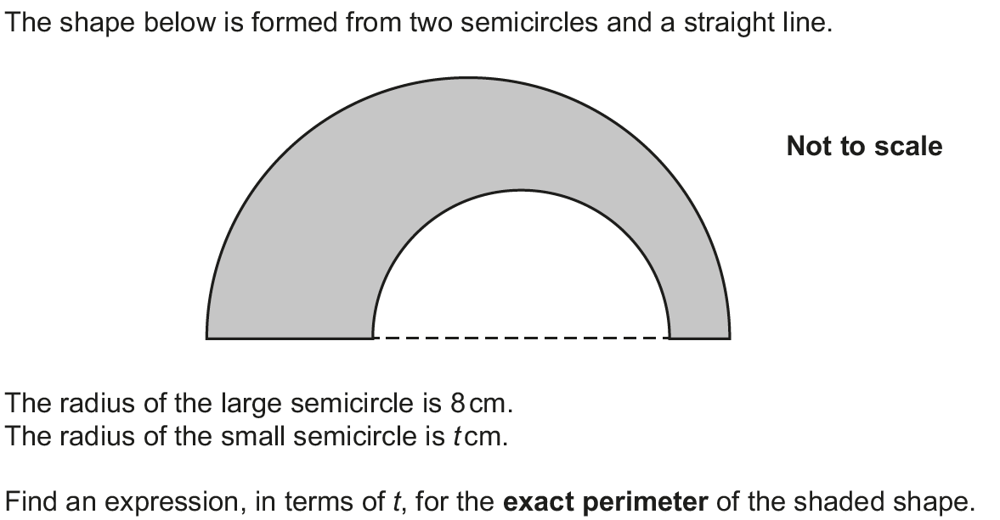 The shape below is formed from two semicircles and a straight line.
Not to scale
The radius of the large semicircle is 8 cm.
The radius of the small semicircle is t cm.
Find an expression, in terms of t, for the exact perimeter of the shaded shape.